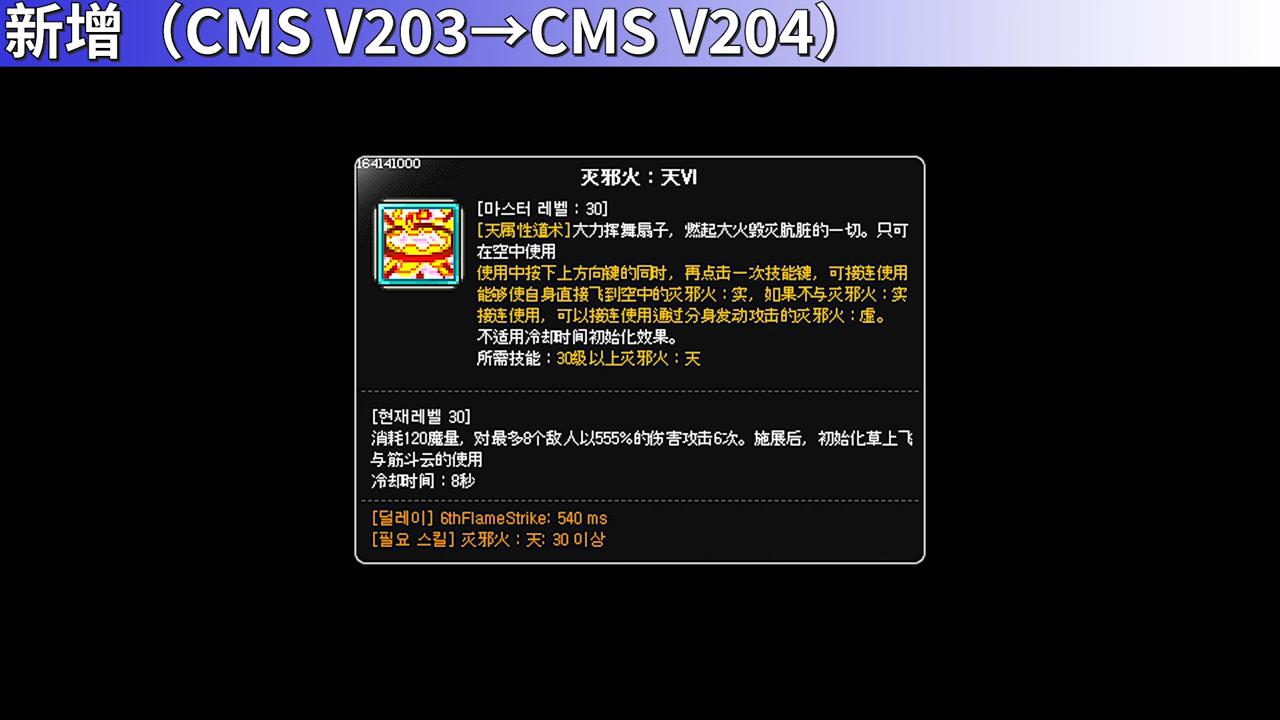 新增（CMS V203→CMS V204）
164141000
灭邪火：天VI
[마스터 레벨 : 30]
[天属性道术]大力挥舞扇子，燃起大火毁灭肮脏的一切。只可
在空中使用
使用中按下上方向键的同时，再点击一次技能键，可接连使用
能够使自身直接飞到空中的灭邪火：实，如果不与灭邪火：实
接连使用，可以接连使用通过分身发动攻击的灭邪火：虚。
不适用冷却时间初始化效果。
所需技能：30级以上灭邪火：天
[현재레벨 30]
消耗120魔量，对最多8个敌人以555%的伤害攻击6次。施展后，初始化草上飞
与筋斗云的使用
冷却时间：8秒
[딜레이] 6thFlameStrike: 540 ms
[필요 스킬] 灭邪火：天: 30 이상